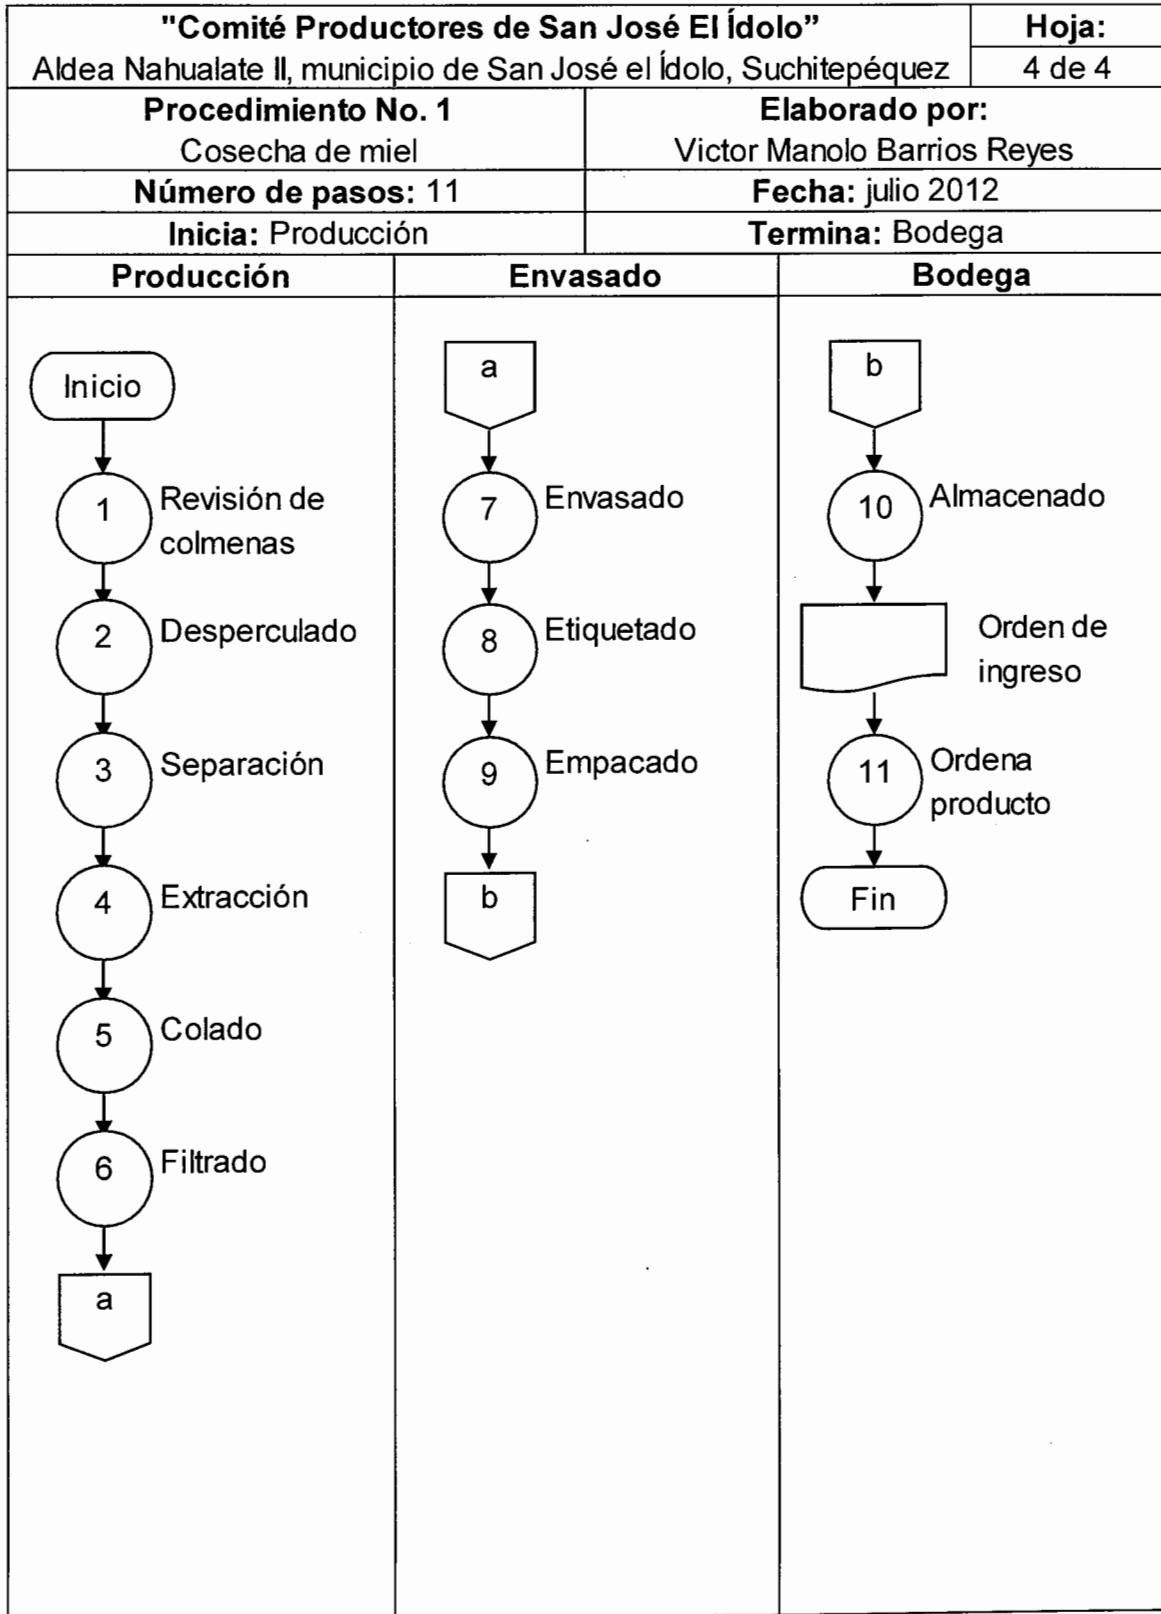 "Comité Productores de San José El Ídolo”
Aldea Nahualate II, municipio de San José el Ídolo, Suchitepéquez
Hoja:
4 de 4
Procedimiento No. 1
Cosecha de miel
Elaborado por:
Victor Manolo Barrios Reyes
Número de pasos: 11
Fecha: julio 2012
Inicia: Producción
Termina: Bodega
Producción
Inicio
1
Revisión de
colmenas
2
Desperculado
3
Separación
4
Extracción
5
Colado
6
Filtrado
a
Envasado
a
7
Envasado
8
Etiquetado
9
Empacado
b
Bodega
b
10
Almacenado
Orden de
ingreso
11
Ordena
producto
Fin